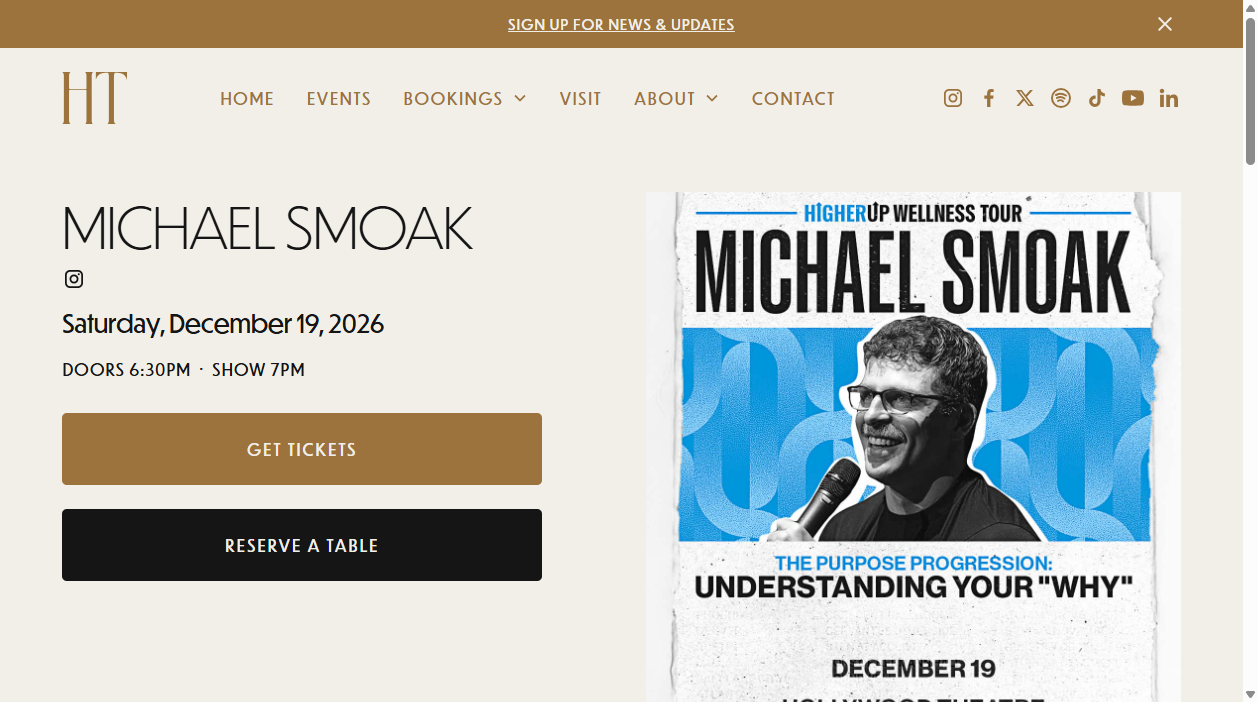 SIGN UP FOR NEWS & UPDATES
HT
HOME EVENTS BOOKINGS VISIT ABOUT CONTACT
MICHAEL SMOAK
Saturday, December 19, 2026
DOORS 6:30PM · SHOW 7PM
GET TICKETS
RESERVE A TABLE
HIGHERUP WELLNESS TOUR
MICHAEL SMOAK
THE PURPOSE PROGRESSION:
UNDERSTANDING YOUR "WHY"
DECEMBER 19
HOLLYWOOD THEATRE